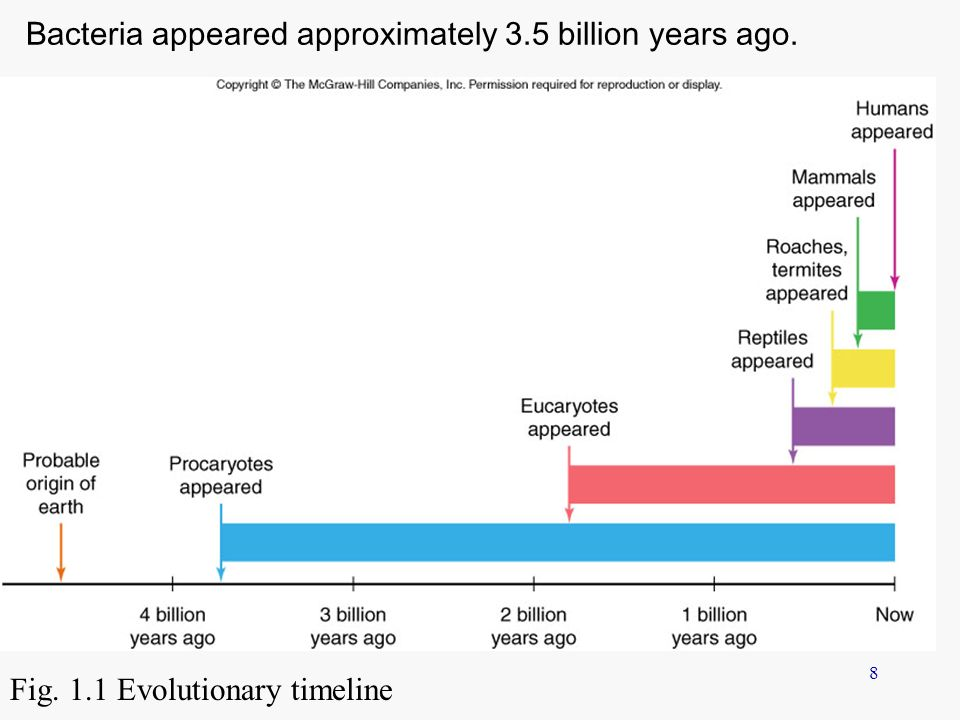 Bacteria appeared approximately 3.5 billion years ago.
Copyright © The McGraw-Hill Companies, Inc. Permission required for reproduction or display.
Humans
appeared
Mammals
appeared
Roaches,
termites
appeared
Reptiles
appeared
Eucaryotes
appeared
Probable
origin of
earth
Procaryotes
appeared
4 billion
years ago
3 billion
years ago
2 billion
years ago
1 billion
years ago
Now
8
Fig. 1.1 Evolutionary timeline